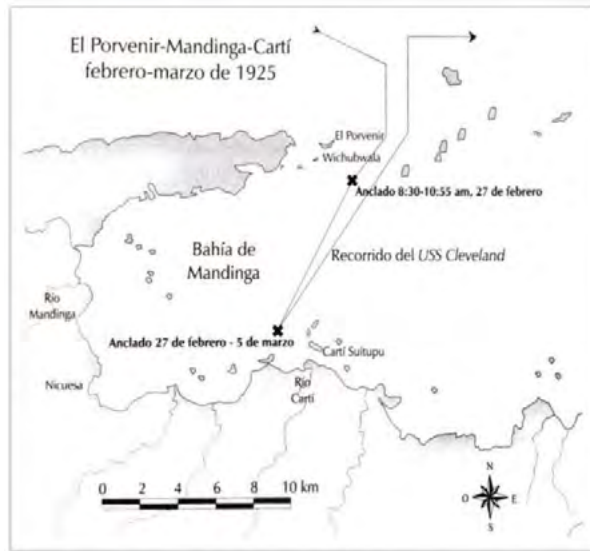 El Porvenir-Mandinga-Cartí
febrero-marzo de 1925
El Porvenir
Wichubwala
Anclado 8:30-10:55 am, 27 de febrero
Bahía de
Mandinga
Recorrido del USS Cleveland
Río
Mandinga
Anclado 27 de febrero - 5 de marzo
Cartí Suitupu
Nicuesa
Río
Cartí
0 2 4 6 8 10 km
N
O E
S